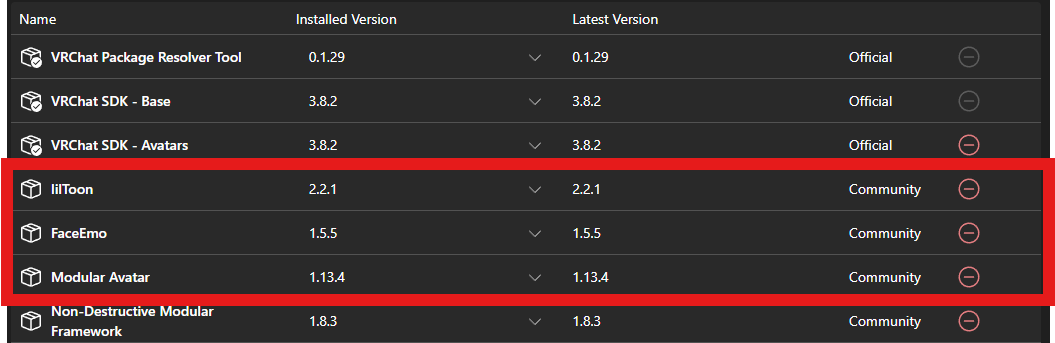 Name Installed Version Latest Version
VRChat Package Resolver Tool 0.1.29 0.1.29 Official
VRChat SDK - Base 3.8.2 3.8.2 Official
VRChat SDK - Avatars 3.8.2 3.8.2 Official
lilToon 2.2.1 2.2.1 Community
FaceEmo 1.5.5 1.5.5 Community
Modular Avatar 1.13.4 1.13.4 Community
Non-Destructive Modular
Framework 1.8.3 1.8.3 Community